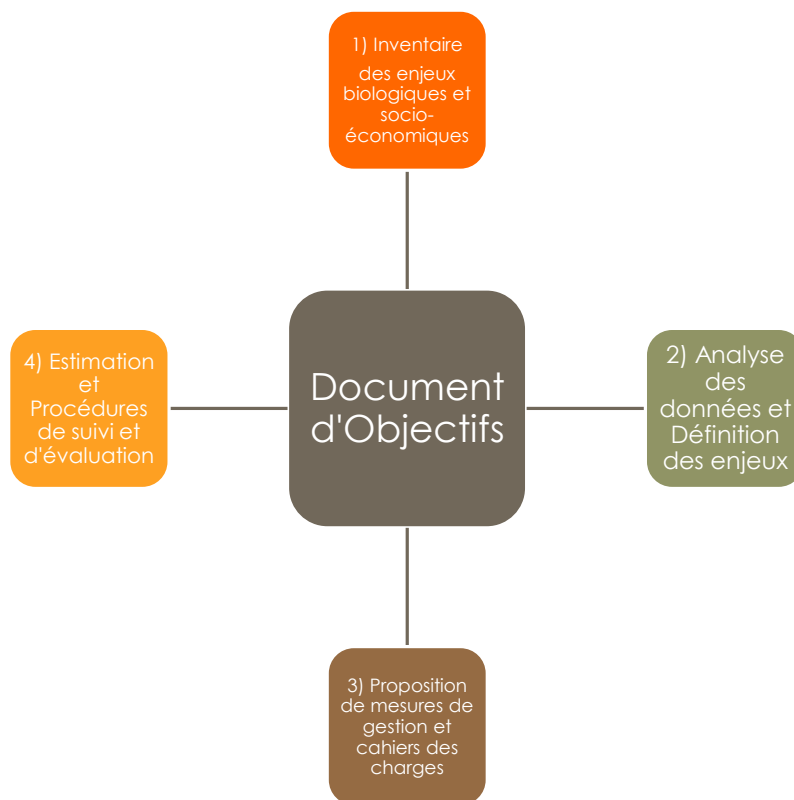 1) Inventaire
des enjeux
biologiques et
socio-
économiques
Document
d'Objectifs
2) Analyse
des
données et
Définition
des enjeux
3) Proposition
de mesures de
gestion et
cahiers des
charges
4) Estimation
et
Procédures
de suivi et
d'évaluation